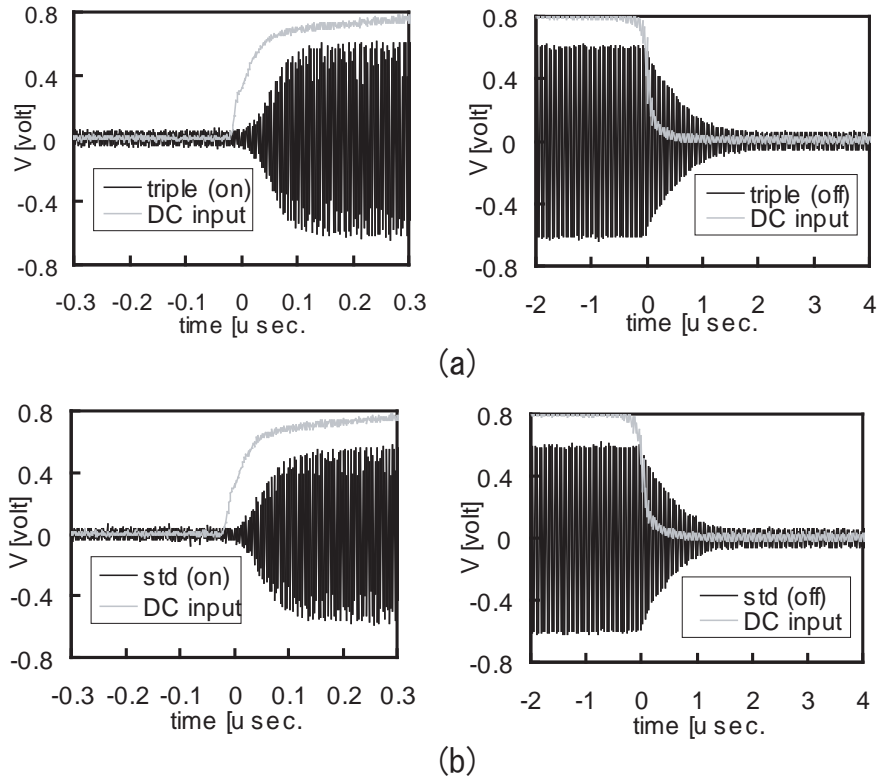 0.8
0.4
0
-0.4
-0.8
V [volt]
triple (on)
DC input
-0.3 -0.2 -0.1 0 0.1 0.2 0.3
time [u sec.
0.8
0.4
0
-0.4
-0.8
V [volt]
triple (off)
DC input
-2 -1 0 1 2 3 4
time [u sec.
(a)
0.8
0.4
0
-0.4
-0.8
V [volt]
std (on)
DC input
-0.3 -0.2 -0.1 0 0.1 0.2 0.3
time [u sec.
0.8
0.4
0
-0.4
-0.8
V [volt]
std (off)
DC input
-2 -1 0 1 2 3 4
time [u sec.
(b)